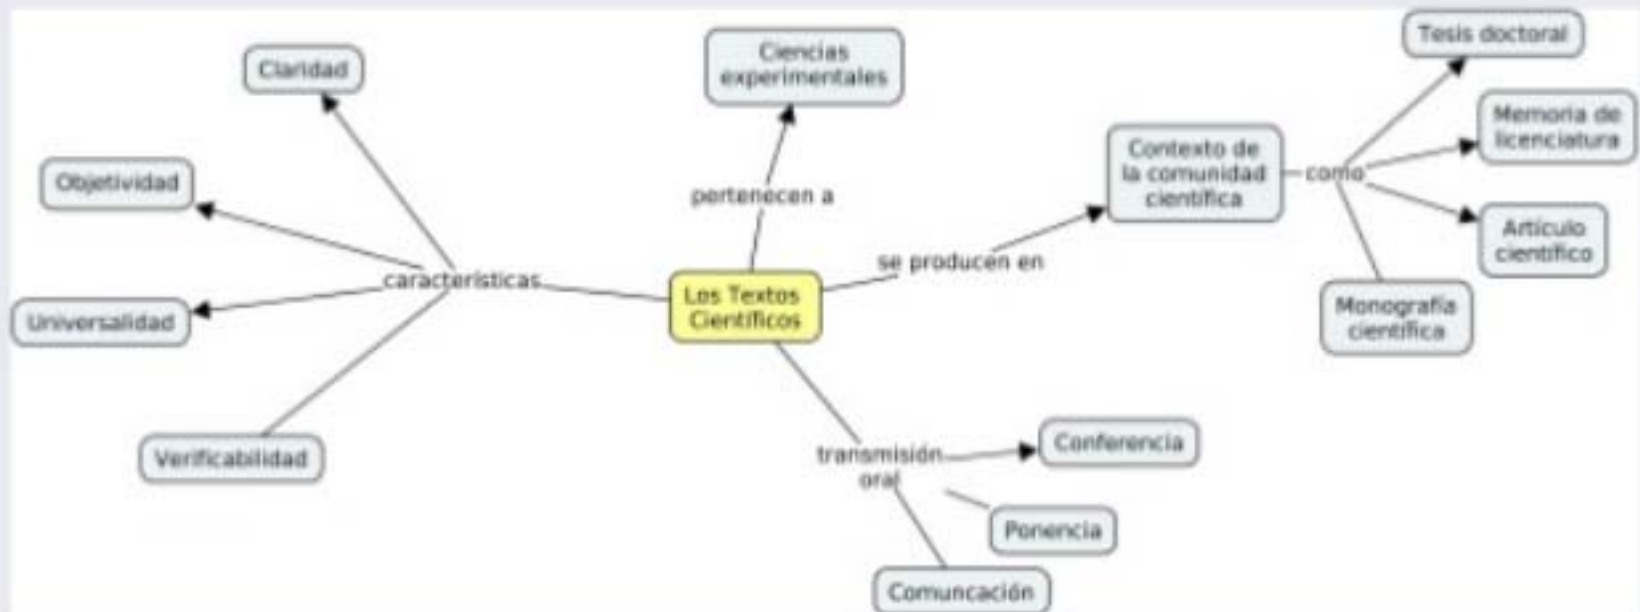 Claridad
Objetividad
Universalidad
Verificabilidad
características
Ciencias
experimentales
pertenecen a
Los Textos
Científicos
se producen en
Contexto de
la comunidad
científica
como
Tesis doctoral
Memoria de
licenciatura
Artículo
científico
Monografía
científica
transmisión
oral
Conferencia
Ponencia
Comuncación